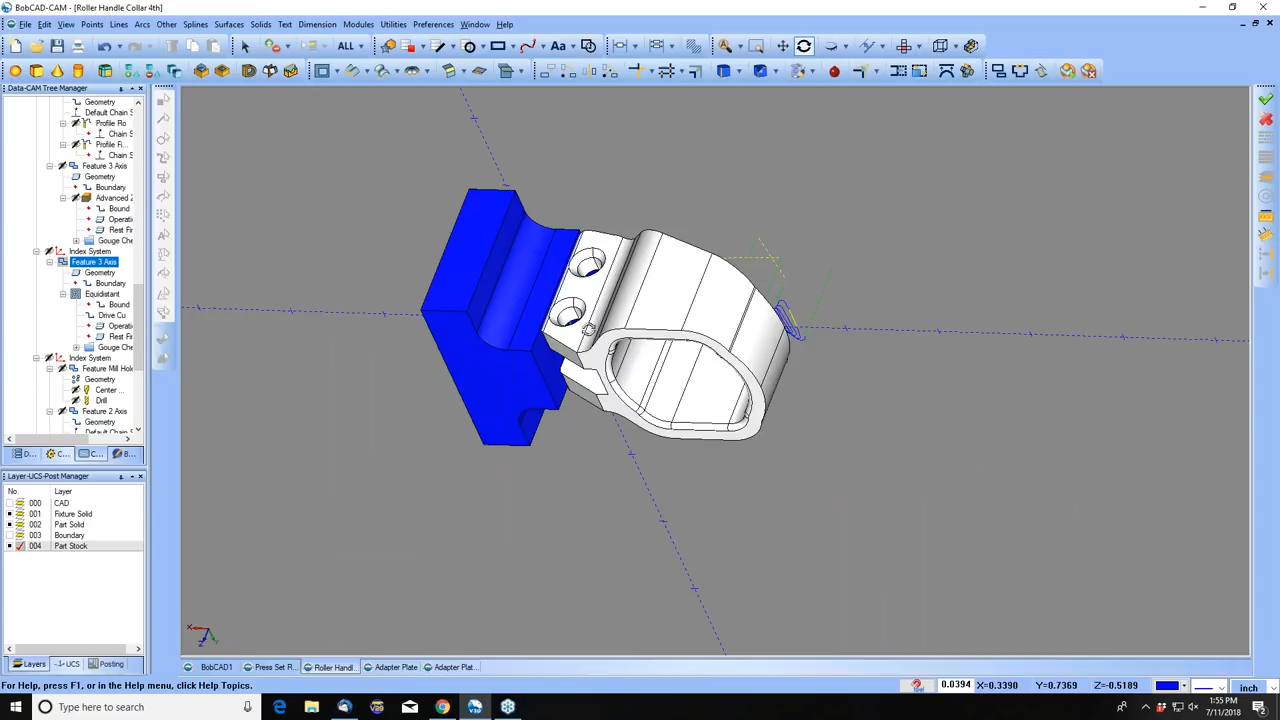 BobCAD-CAM - [Roller Handle Collar 4th]
File Edit View Points Lines Arcs Other Splines Surfaces Solids Text Dimension Modules Utilities Preferences Window Help
ALL Aa
Data-CAM Tree Manager
Geometry
Default Chain S
Profile Ro
Chain S
Profile Fi...
Chain S
Feature 3 Axis
Geometry
Boundary
Advanced Z
Bound
Operatio
Rest Fir
Gouge Che
Index System
Feature 3 Axis
Geometry
Boundary
Equidistant
Bound
Drive Cu
Operatio
Rest Fir
Gouge Che
Index System
Feature Mill Hol
Geometry
Center ...
Drill
Feature 2 Axis
Geometry
Default Chain S
D... C... C... B...
Layer-UCS-Post Manager
No. Layer
000 CAD
001 Fixture Solid
002 Part Solid
003 Boundary
004 Part Stock
Layers UCS Posting
BobCAD1 Press Set R... Roller Handl... Adapter Plate Adapter Plat...
For Help, press F1, or in the Help menu, click Help Topics. 0.0394 X=0.3390 Y=0.7369 Z=-0.5189 inch
Type here to search
1:55 PM
7/11/2018